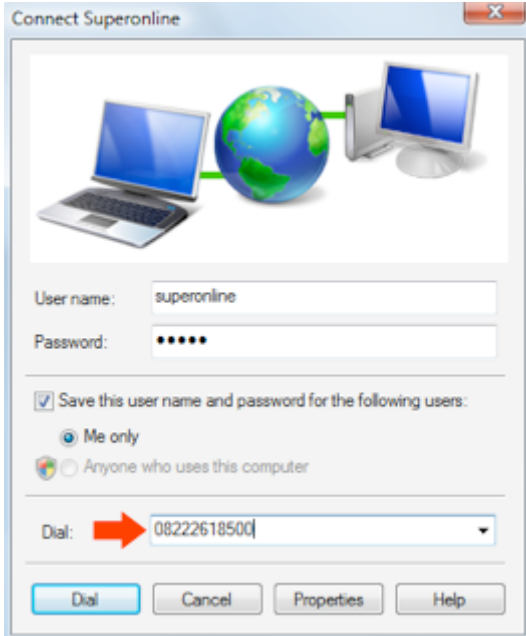 Connect Superonline
User name: superonline
Password: •••••
Save this user name and password for the following users:
Me only
Anyone who uses this computer
Dial: 08222618500
Dial Cancel Properties Help